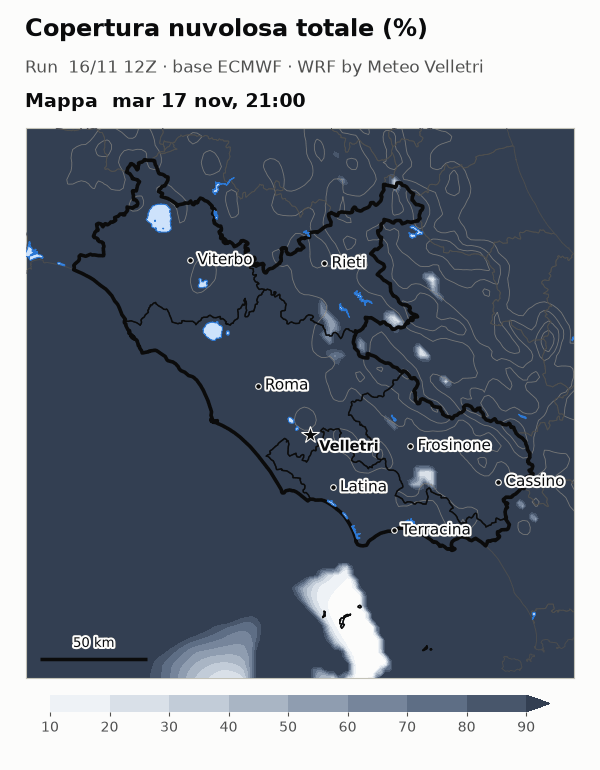 Copertura nuvolosa totale (%)
Run  16/11 12Z · base ECMWF · WRF by Meteo Velletri
Mappa  mar 17 nov, 21:00
Viterbo
Rieti
Roma
Velletri
Frosinone
Cassino
Latina
Terracina
50 km
10 20 30 40 50 60 70 80 90